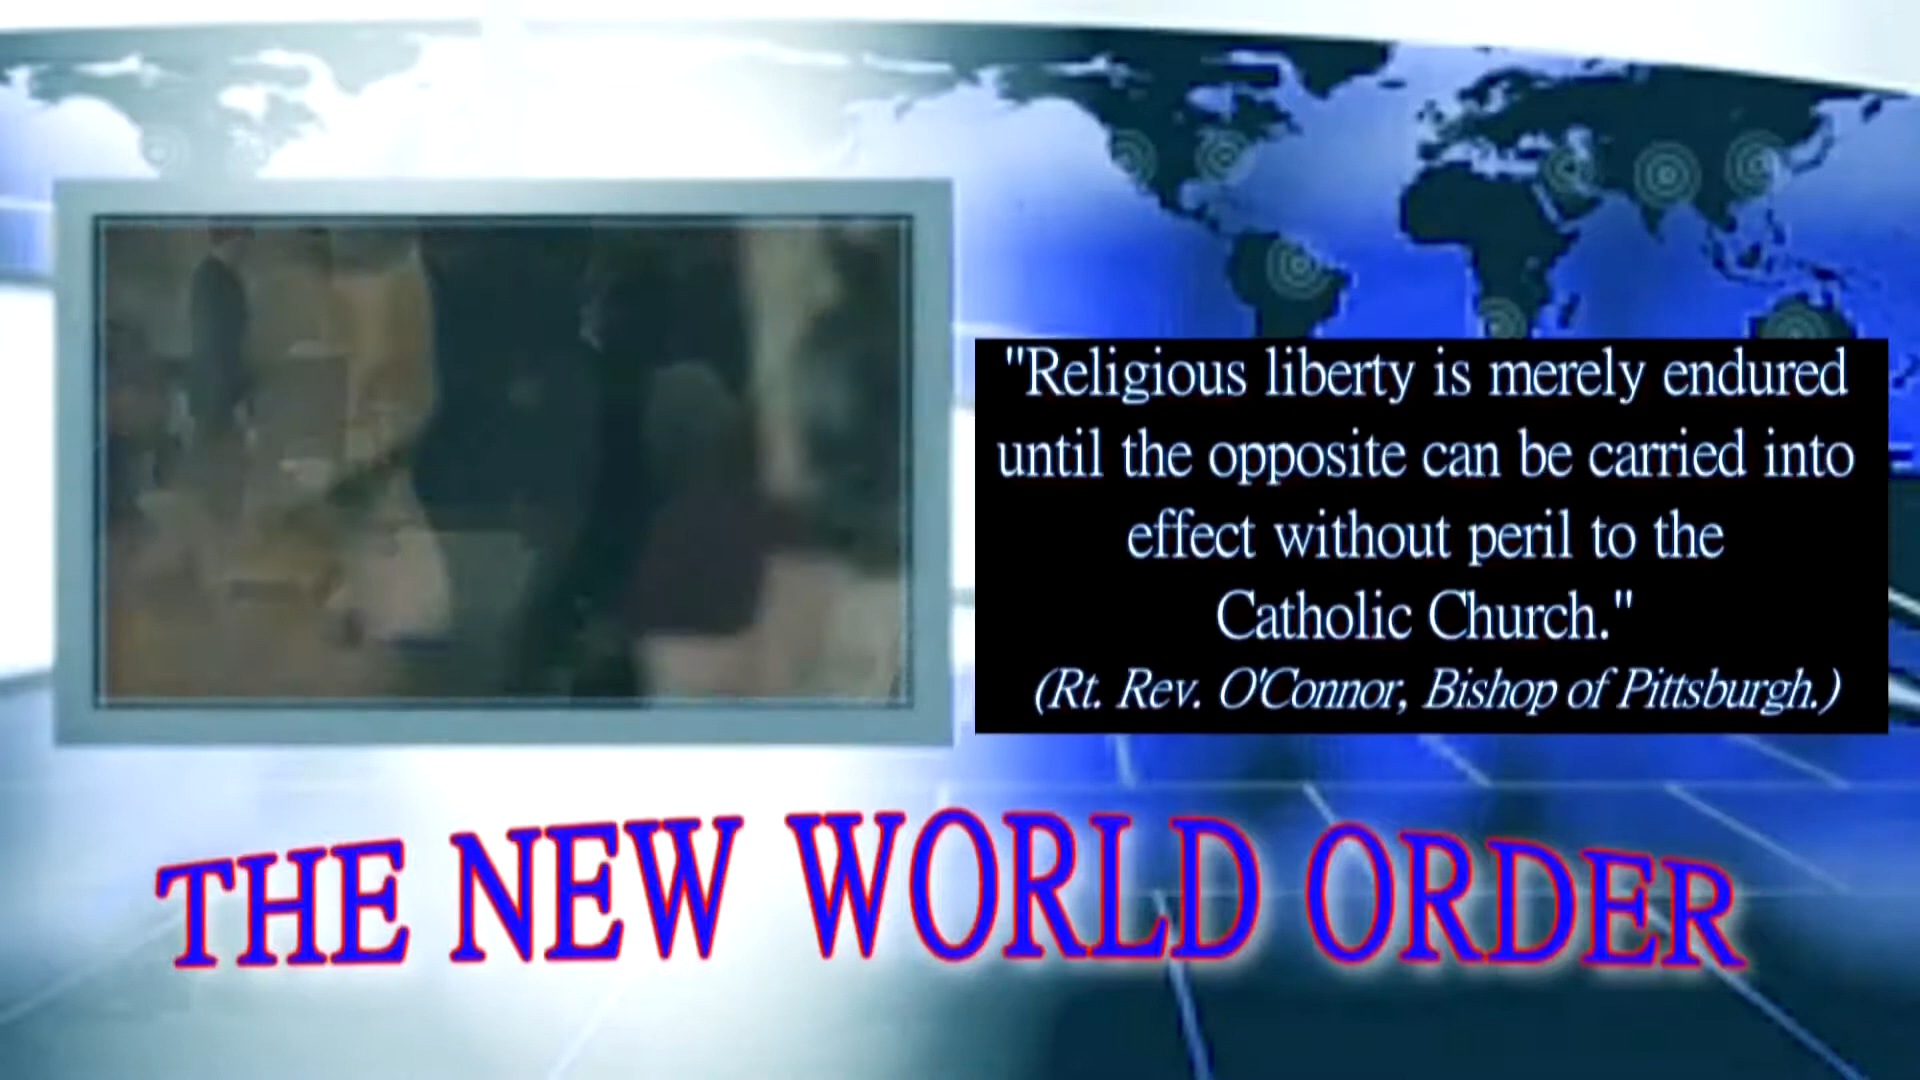 "Religious liberty is merely endured
until the opposite can be carried into
effect without peril to the
Catholic Church."
(Rt. Rev. O'Connor, Bishop of Pittsburgh.)
THE NEW WORLD ORDER